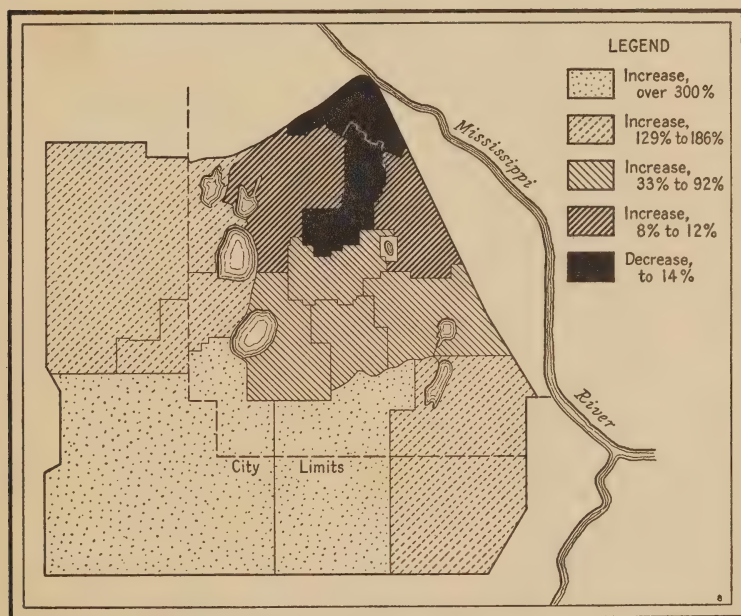 LEGEND
Increase,
over 300%
Increase,
129% to 186%
Increase,
33% to 92%
Increase,
8% to 12%
Decrease,
to 14%
Mississippi
River
City Limits
8